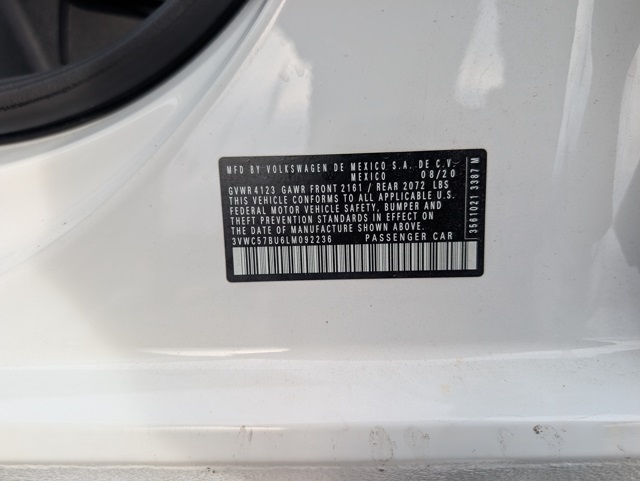 MFD BY VOLKSWAGEN DE MEXICO S.A. DE C.V.
MEXICO 08/20
GVWR 4123 GAWR FRONT 2161 / REAR 2072 LBS
THIS VEHICLE CONFORMS TO ALL APPLICABLE U.S.
FEDERAL MOTOR VEHICLE SAFETY, BUMPER AND
THEFT PREVENTION STANDARDS IN EFFECT ON
THE DATE OF MANUFACTURE SHOWN ABOVE.
3VWC57BU6LM092236 PASSENGER CAR
3561021 3387 M